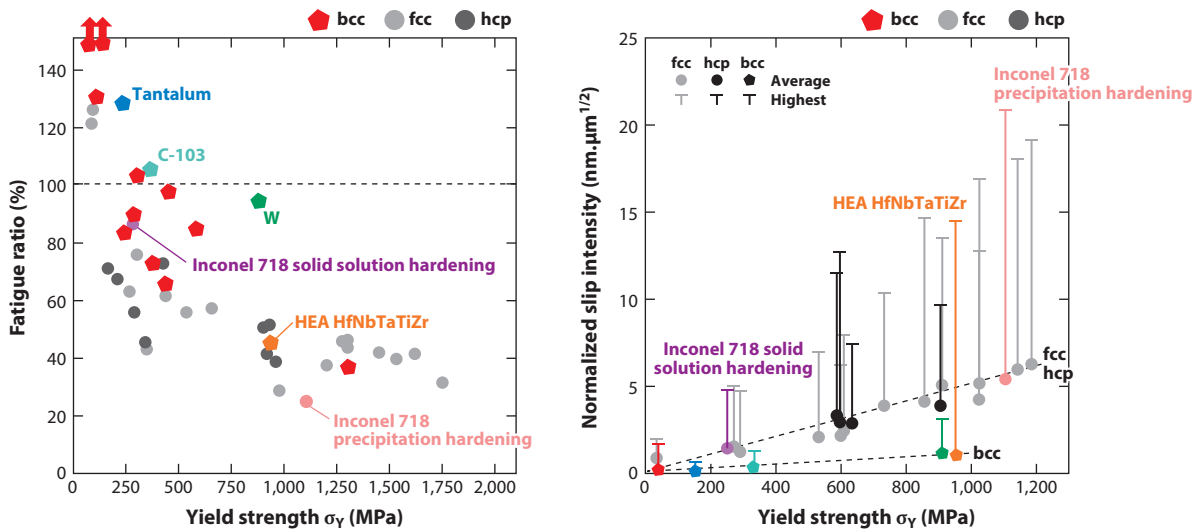 bcc fcc hcp
140
120
100
80
60
40
20
0
Fatigue ratio (%)
Tantalum
C-103
W
Inconel 718 solid solution hardening
HEA HfNbTaTiZr
Inconel 718
precipitation hardening
0 250 500 750 1,000 1,250 1,500 1,750 2,000
Yield strength σY (MPa)
bcc fcc hcp
25
20
15
10
5
0
Normalized slip intensity (nm.μm1/2)
fcc hcp bcc
Average
Highest
Inconel 718
precipitation hardening
HEA HfNbTaTiZr
Inconel 718 solid
solution hardening
fcc
hcp
bcc
0 200 400 600 800 1,000 1,200
Yield strength σY (MPa)